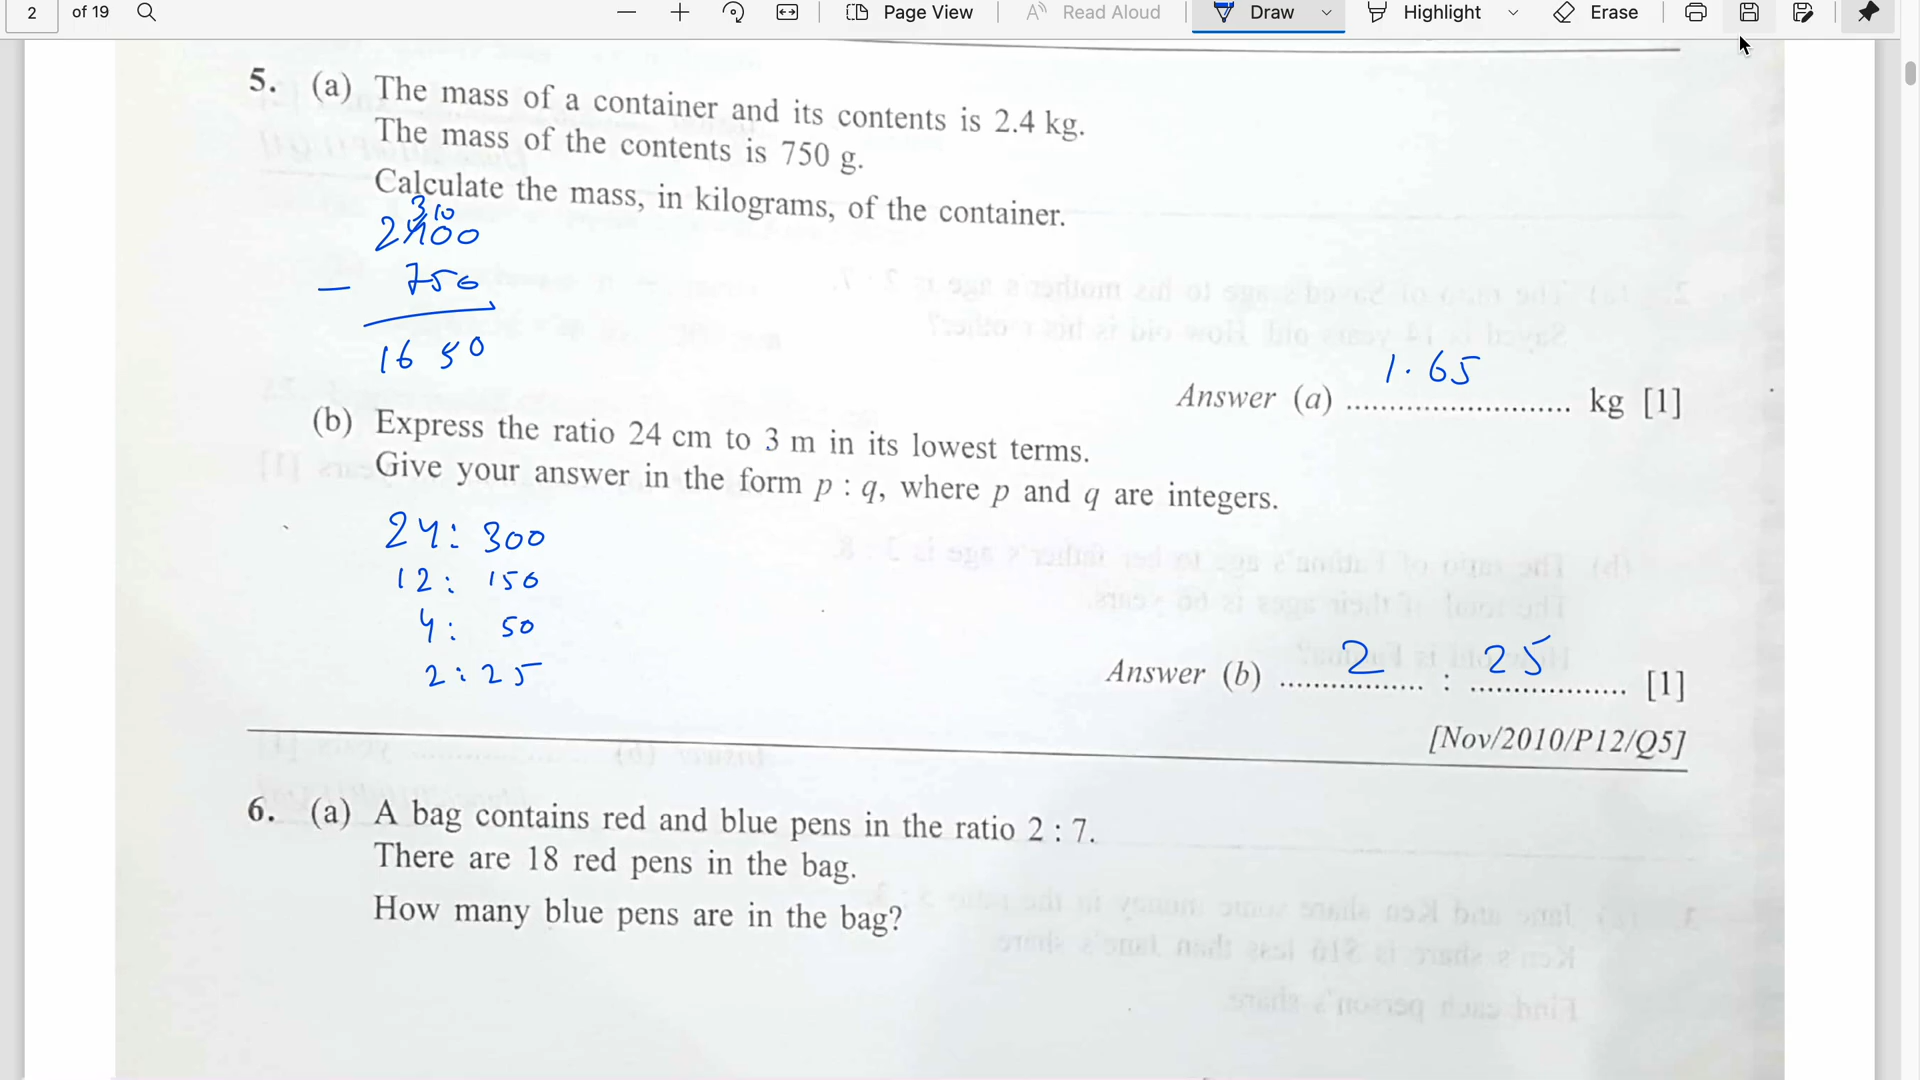 2 of 19 Page View Read Aloud Draw Highlight Erase
5. (a) The mass of a container and its contents is 2.4 kg.
The mass of the contents is 750 g.
Calculate the mass, in kilograms, of the container.
3 10
2400
— 750
1650
1.65
Answer (a) ........................ kg [1]
(b) Express the ratio 24 cm to 3 m in its lowest terms.
Give your answer in the form p : q, where p and q are integers.
24 : 300
12 : 150
4 : 50
2 : 25
2 25
Answer (b) ................. : .................. [1]
[Nov/2010/P12/Q5]
6. (a) A bag contains red and blue pens in the ratio 2 : 7.
There are 18 red pens in the bag.
How many blue pens are in the bag?